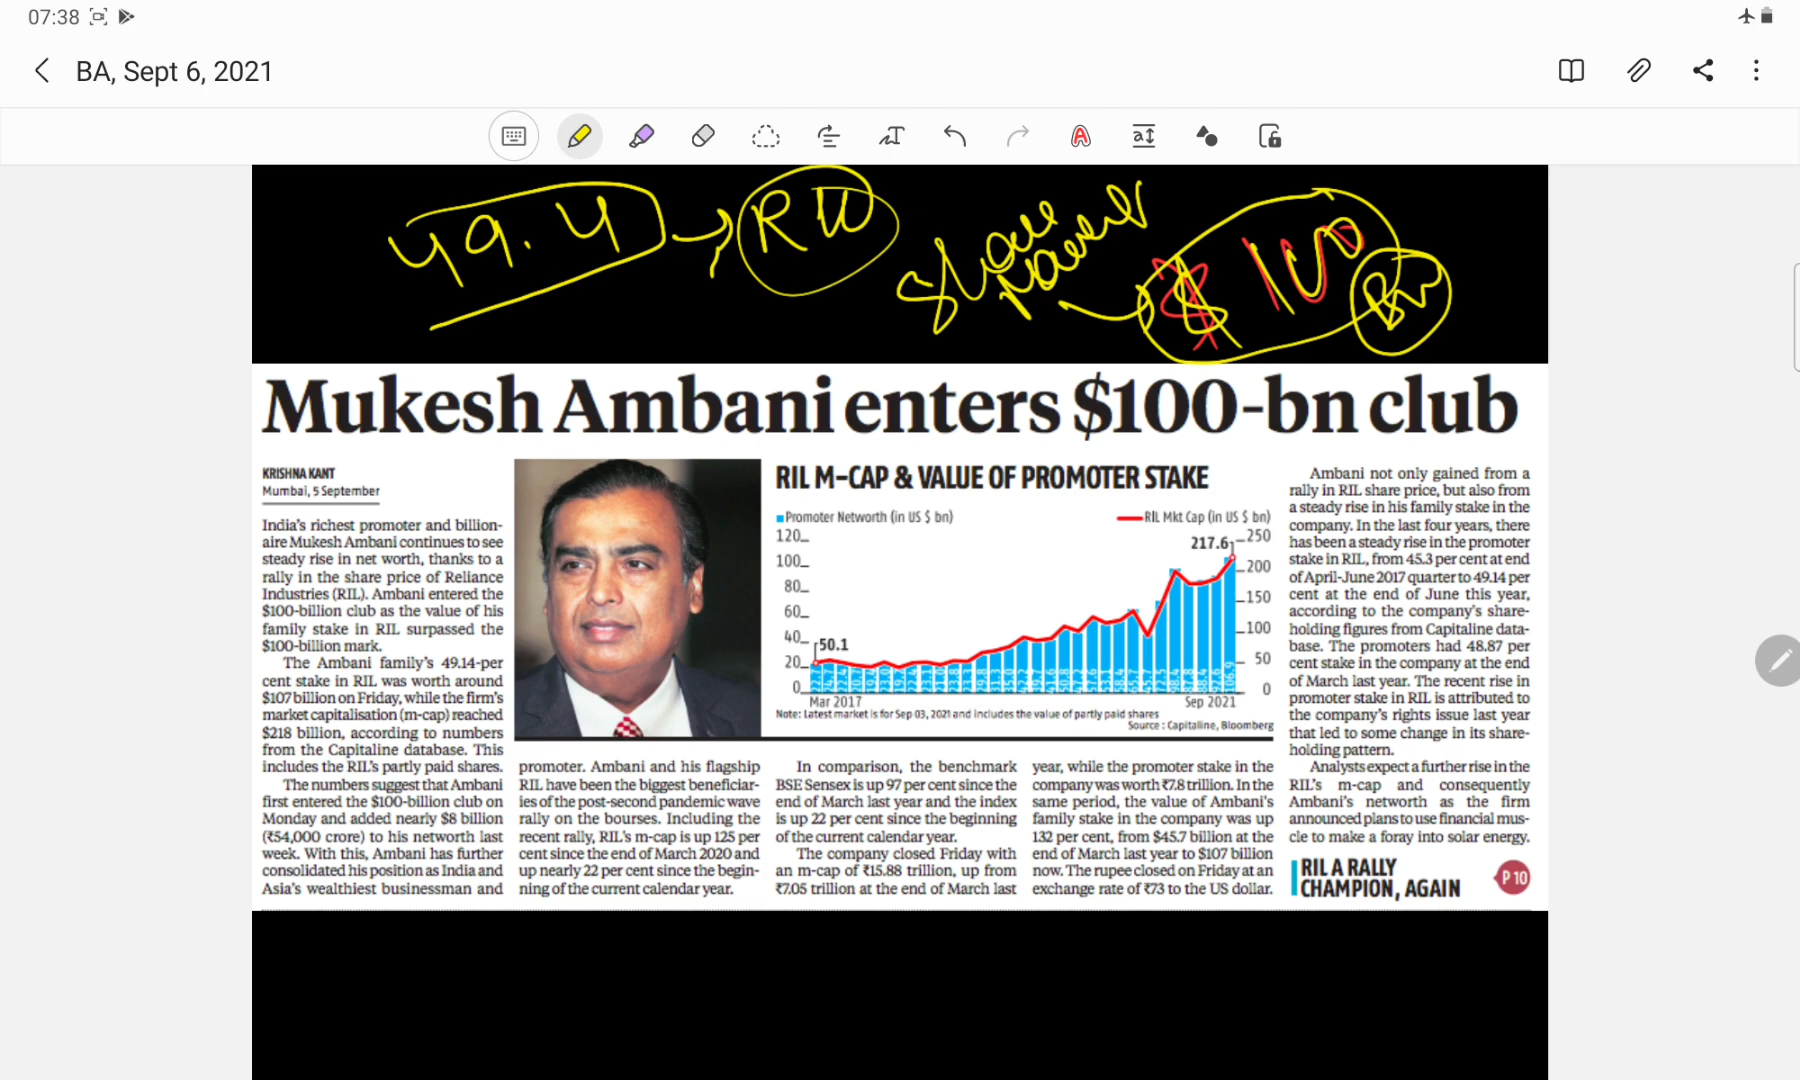 07:38
BA, Sept 6, 2021
49.4 → RIL
$ 100
Bn
Mukesh Ambani enters $100-bn club
KRISHNA KANT
Mumbai, 5 September
India's richest promoter and billion-
aire Mukesh Ambani continues to see
steady rise in net worth, thanks to a
rally in the share price of Reliance
Industries (RIL). Ambani entered the
$100-billion club as the value of his
family stake in RIL surpassed the
$100-billion mark.
The Ambani family's 49.14-per
cent stake in RIL was worth around
$107 billion on Friday, while the firm's
market capitalisation (m-cap) reached
$218 billion, according to numbers
from the Capitaline database. This
includes the RIL's partly paid shares.
The numbers suggest that Ambani
first entered the $100-billion club on
Monday and added nearly $8 billion
(₹54,000 crore) to his networth last
week. With this, Ambani has further
consolidated his position as India and
Asia's wealthiest businessman and
RIL M-CAP & VALUE OF PROMOTER STAKE
Promoter Networth (in US $ bn)
RIL Mkt Cap (in US $ bn)
120
100
80
60
40
20
0
50.1
217.6
250
200
150
100
50
0
Mar 2017
Sep 2021
Note: Latest market is for Sep 03, 2021 and includes the value of partly paid shares
Source: Capitaline, Bloomberg
promoter. Ambani and his flagship
RIL have been the biggest beneficiar-
ies of the post-second pandemic wave
rally on the bourses. Including the
recent rally, RIL's m-cap is up 125 per
cent since the end of March 2020 and
up nearly 22 per cent since the begin-
ning of the current calendar year.
In comparison, the benchmark
BSE Sensex is up 97 per cent since the
end of March last year and the index
is up 22 per cent since the beginning
of the current calendar year.
The company closed Friday with
an m-cap of ₹15.88 trillion, up from
₹7.05 trillion at the end of March last
year, while the promoter stake in the
company was worth ₹7.8 trillion. In the
same period, the value of Ambani's
family stake in the company was up
132 per cent, from $45.7 billion at the
end of March last year to $107 billion
now. The rupee closed on Friday at an
exchange rate of ₹73 to the US dollar.
Ambani not only gained from a
rally in RIL share price, but also from
a steady rise in his family stake in the
company. In the last four years, there
has been a steady rise in the promoter
stake in RIL, from 45.3 per cent at end
of April-June 2017 quarter to 49.14 per
cent at the end of June this year,
according to the company's share-
holding figures from Capitaline data-
base. The promoters had 48.87 per
cent stake in the company at the end
of March last year. The recent rise in
promoter stake in RIL is attributed to
the company's rights issue last year
that led to some change in its share-
holding pattern.
Analysts expect a further rise in the
RIL's m-cap and consequently
Ambani's networth as the firm
announced plans to use financial mus-
cle to make a foray into solar energy.
RIL A RALLY
CHAMPION, AGAIN
P 10